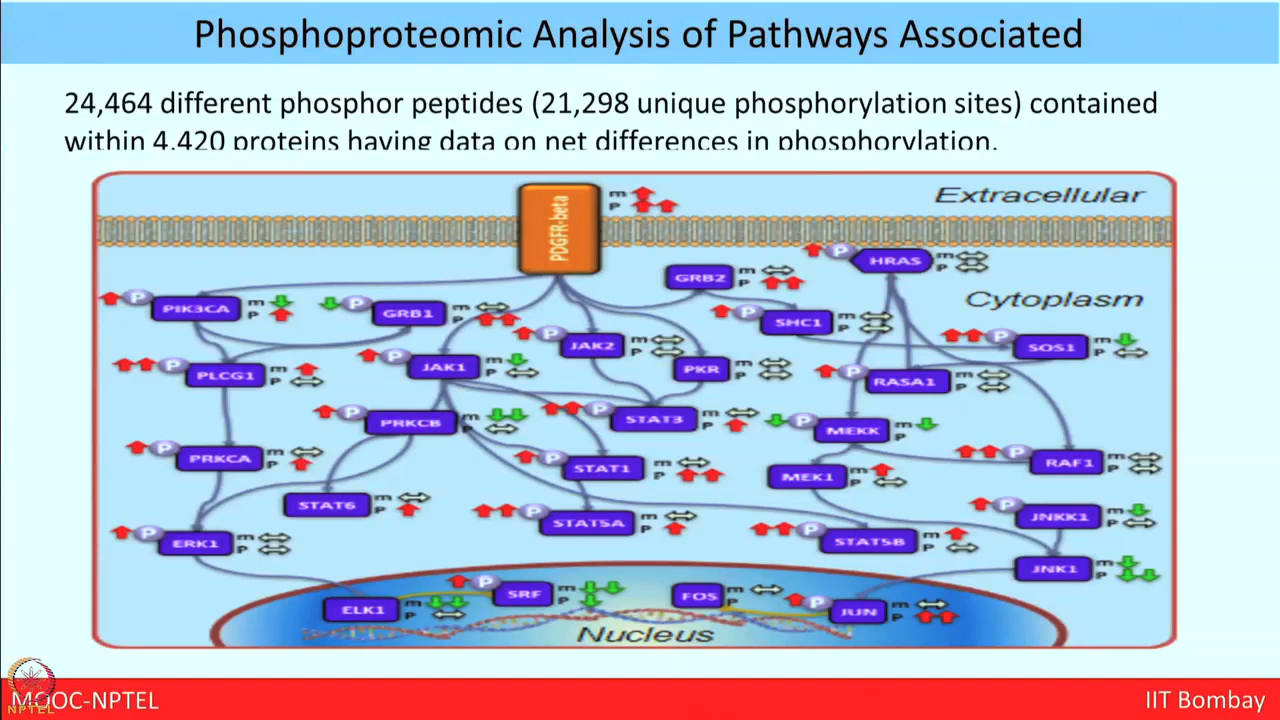 Phosphoproteomic Analysis of Pathways Associated
24,464 different phosphor peptides (21,298 unique phosphorylation sites) contained
within 4,420 proteins having data on net differences in phosphorylation.
Extracellular
PDGFR-beta
m
P
P
HRAS
m
P
GRB2
m
P
Cytoplasm
P
PIK3CA
m
P
P
GRB1
m
P
P
SHC1
m
P
P
JAK2
m
P
P
SOS1
m
P
P
PLCG1
m
P
P
JAK1
m
P
PKR
m
P
P
RASA1
m
P
P
PRKCB
m
P
P
STAT3
m
P
P
MEKK
m
P
P
PRKCA
m
P
P
STAT1
m
P
MEK1
m
P
P
RAF1
m
P
STAT6
m
P
P
STAT5A
m
P
P
STAT5B
m
P
P
JNKK1
m
P
P
ERK1
m
P
JNK1
m
P
ELK1
m
P
P
SRF
m
P
FOS
m
P
P
JUN
m
P
Nucleus
NPTEL
MOOC-NPTEL
IIT Bombay